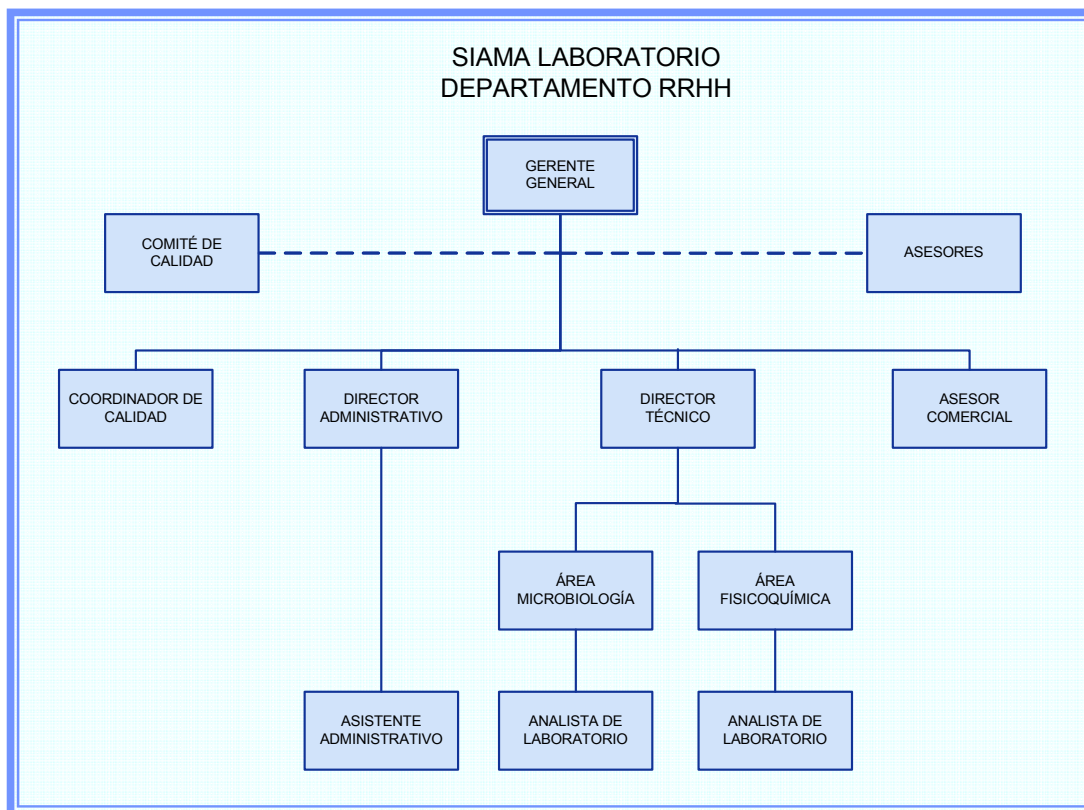 SIAMA LABORATORIO
DEPARTAMENTO RRHH
GERENTE
GENERAL
COMITÉ DE
CALIDAD
ASESORES
COORDINADOR DE
CALIDAD
DIRECTOR
ADMINISTRATIVO
DIRECTOR
TÉCNICO
ASESOR
COMERCIAL
ÁREA
MICROBIOLOGÍA
ÁREA
FISICOQUÍMICA
ASISTENTE
ADMINISTRATIVO
ANALISTA DE
LABORATORIO
ANALISTA DE
LABORATORIO